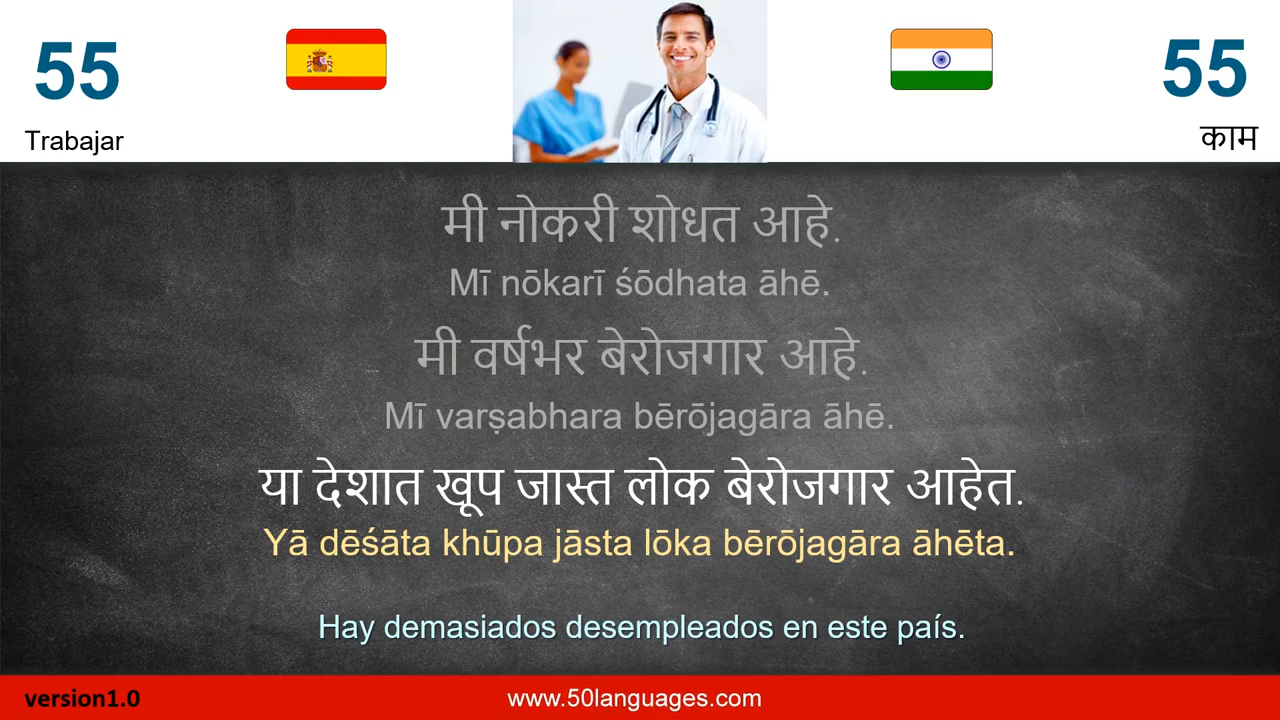 55
55
Trabajar
काम
मी नोकरी शोधत आहे.
Mī nōkarī śōdhata āhē.
मी वर्षभर बेरोजगार आहे.
Mī varṣabhara bērōjagāra āhē.
या देशात खूप जास्त लोक बेरोजगार आहेत.
Yā dēśāta khūpa jāsta lōka bērōjagāra āhēta.
Hay demasiados desempleados en este país.
version1.0
www.50languages.com